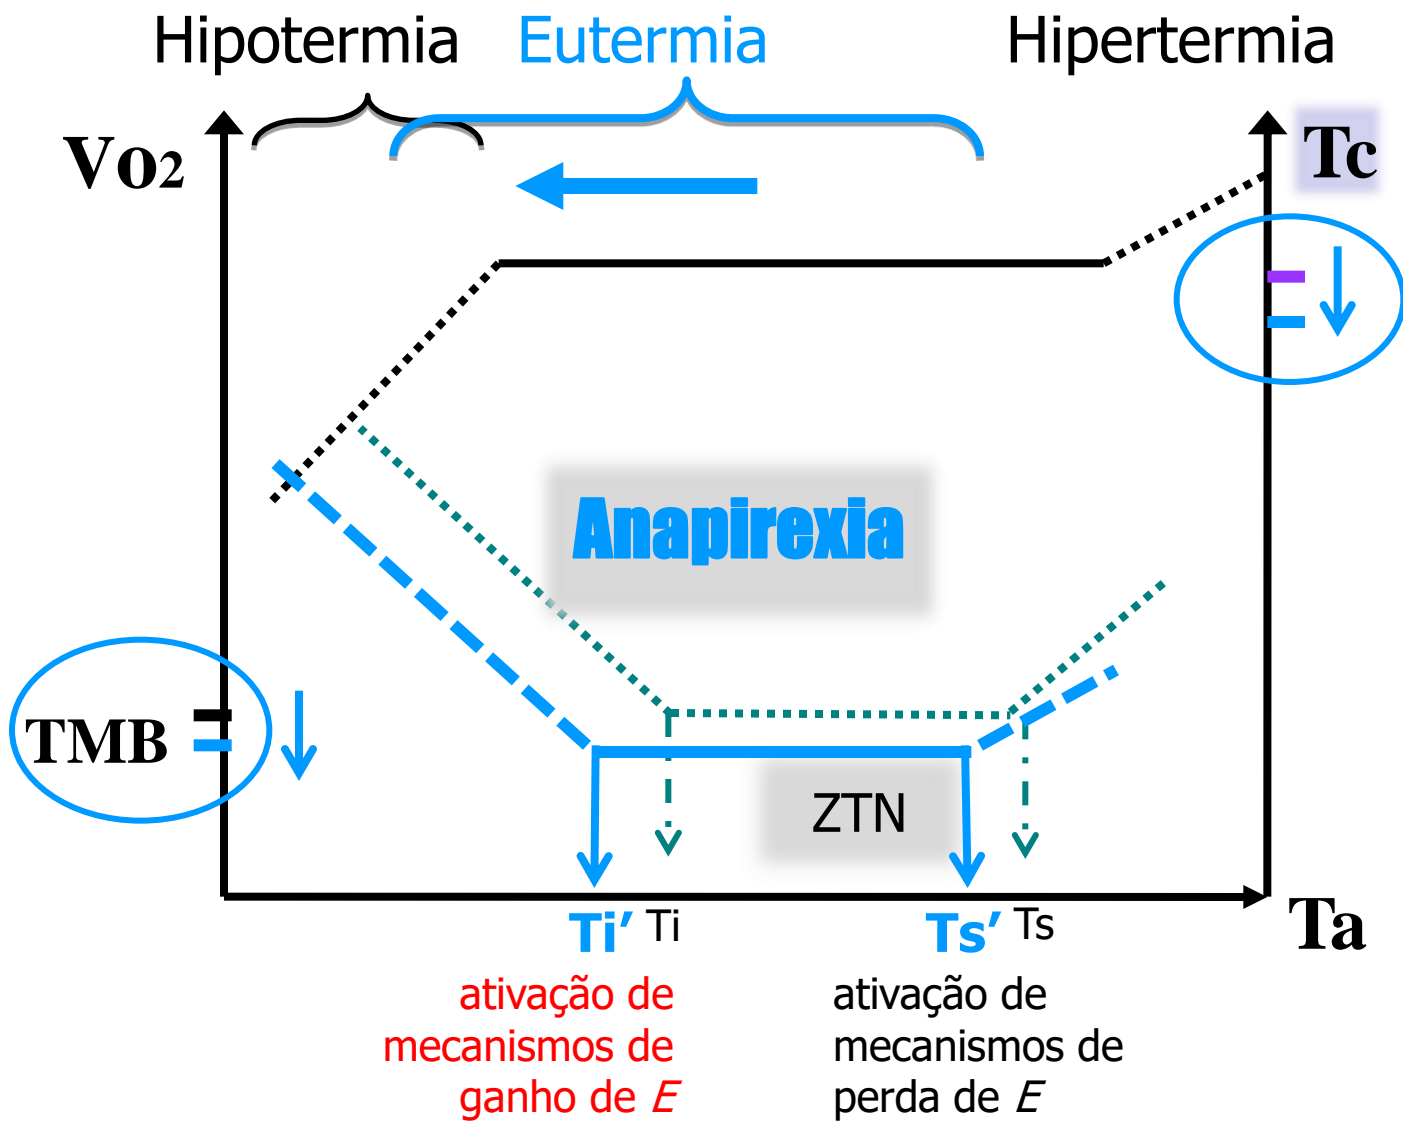 Hipotermia Eutermia Hipertermia
Vo2 Tc
Anapirexia
TMB
ZTN
Ti’ Ti Ts’ Ts Ta
ativação de
mecanismos de
ganho de E
ativação de
mecanismos de
perda de E